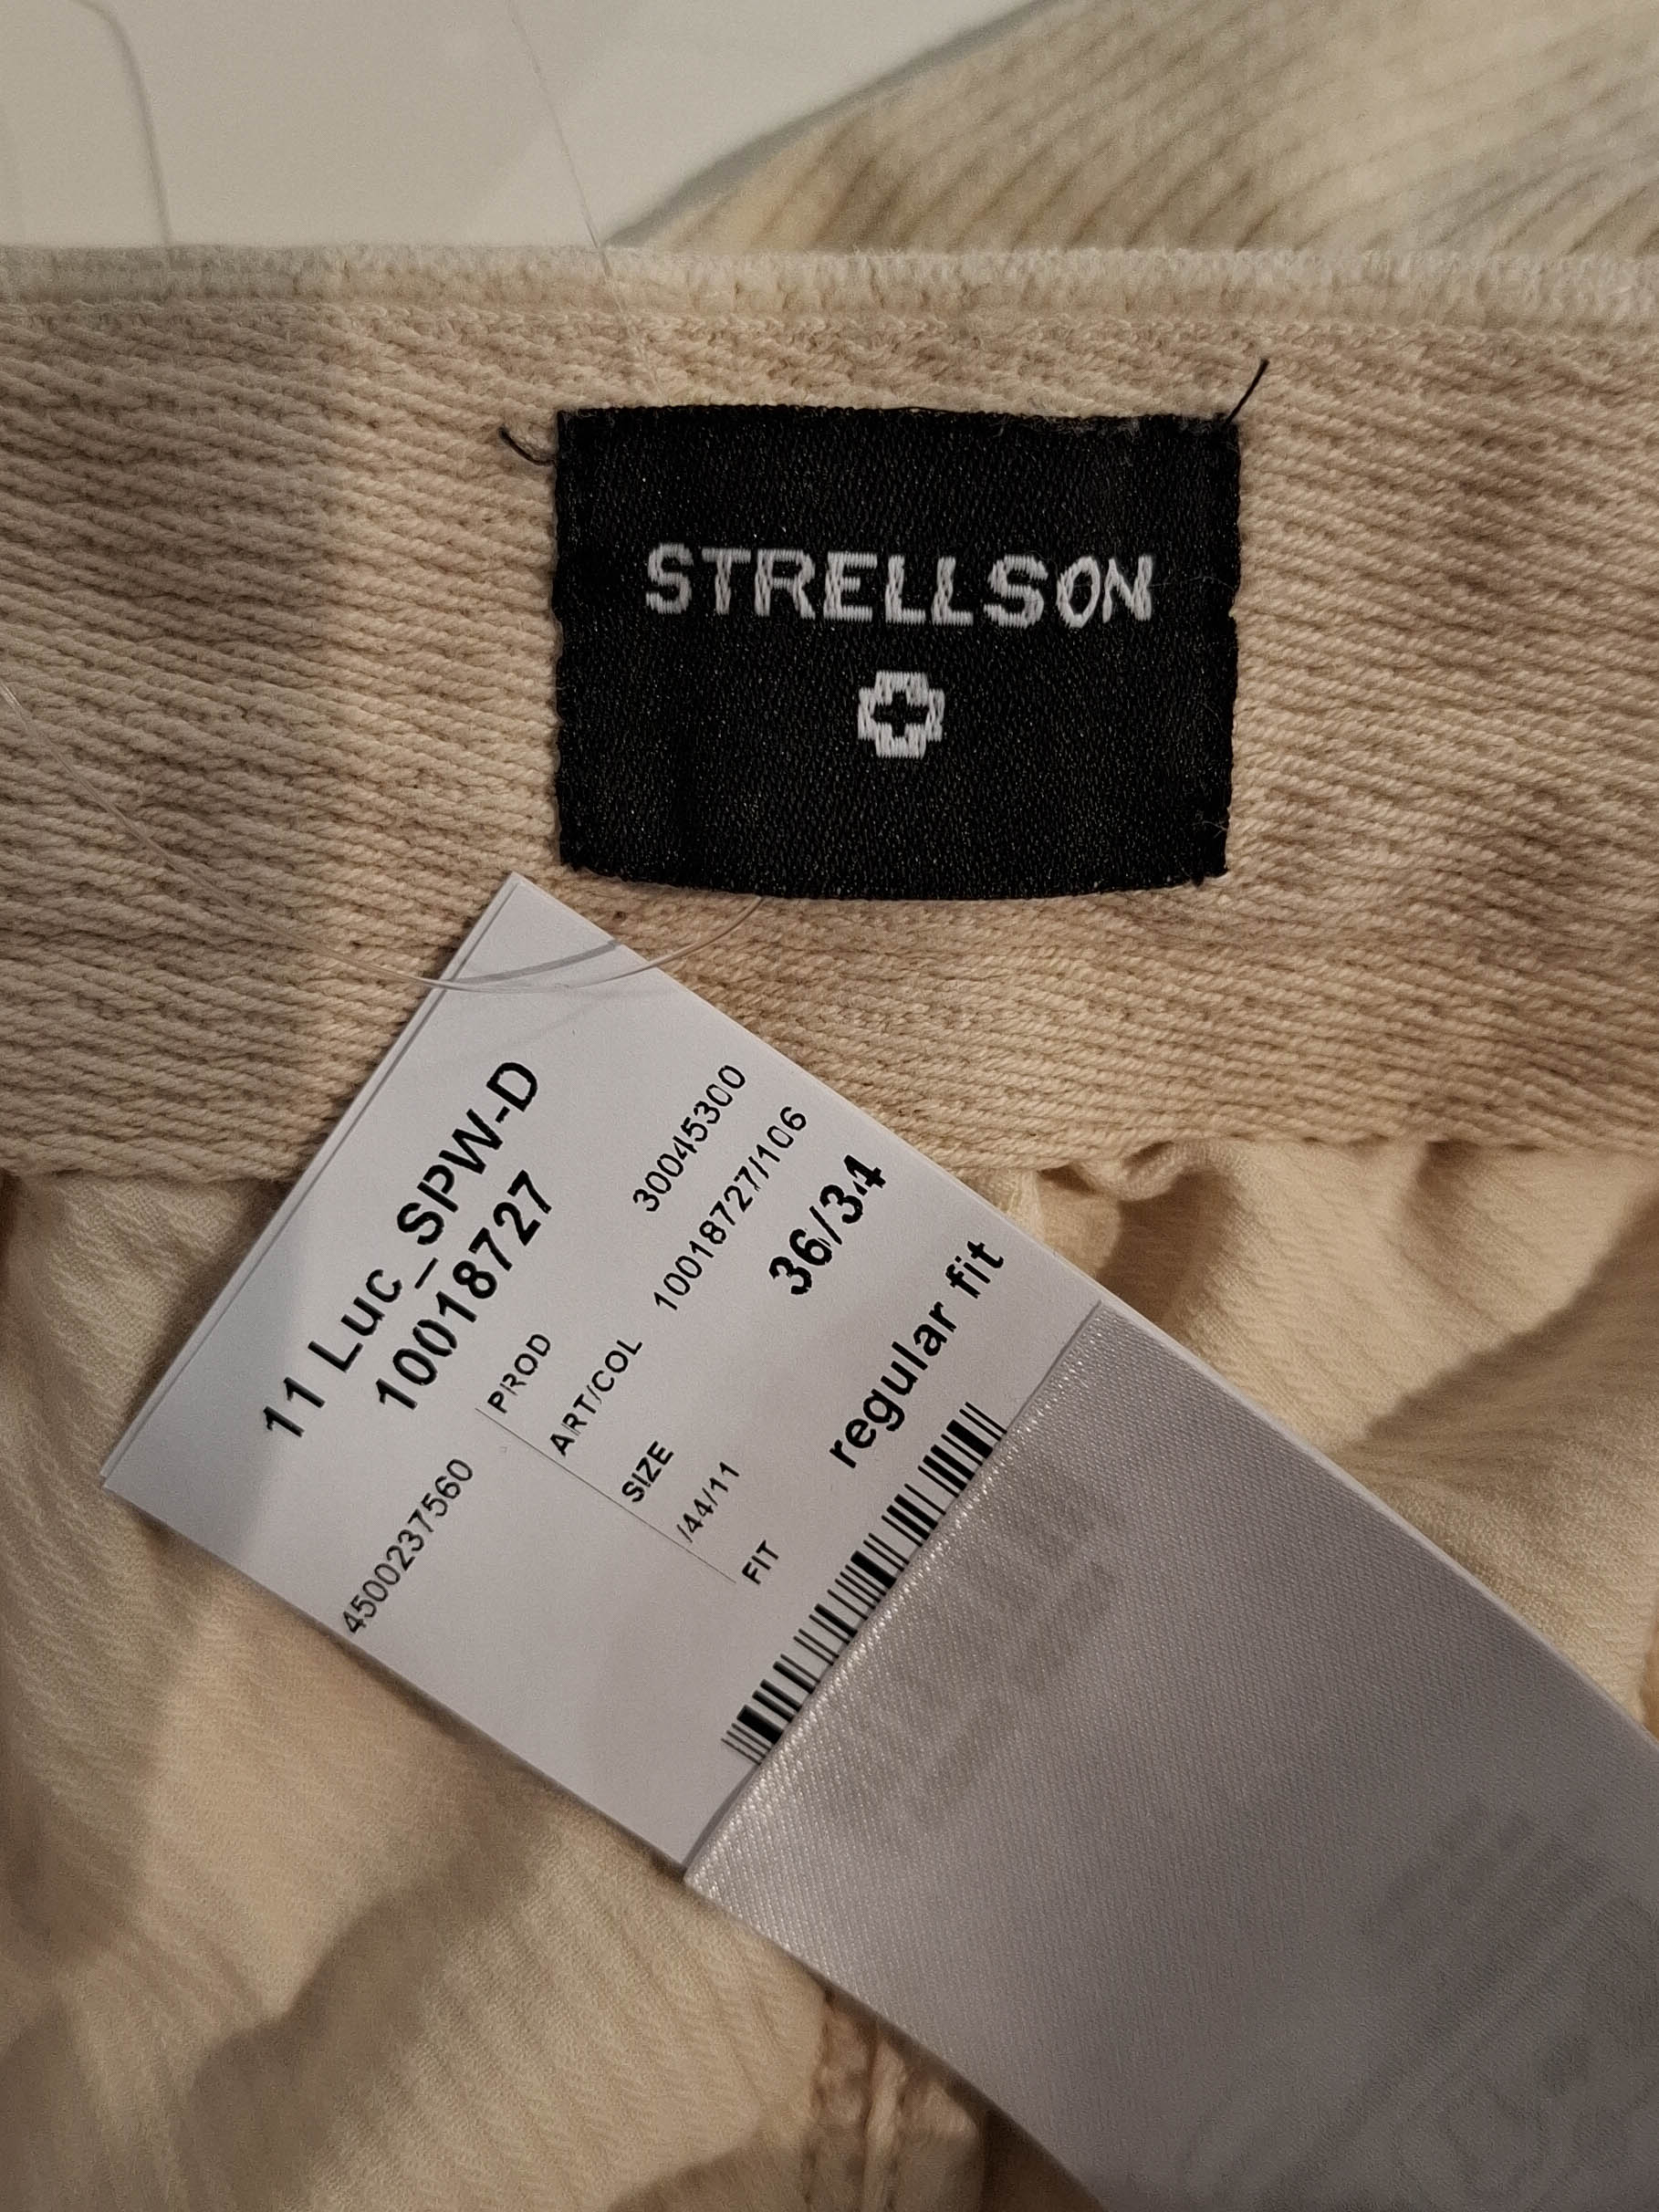 STRELLSON
11 Luc_SPW-D
10018727
4500237560
PROD 30045300
ART/COL 10018727/106
SIZE 36/34
/44/11
FIT regular fit